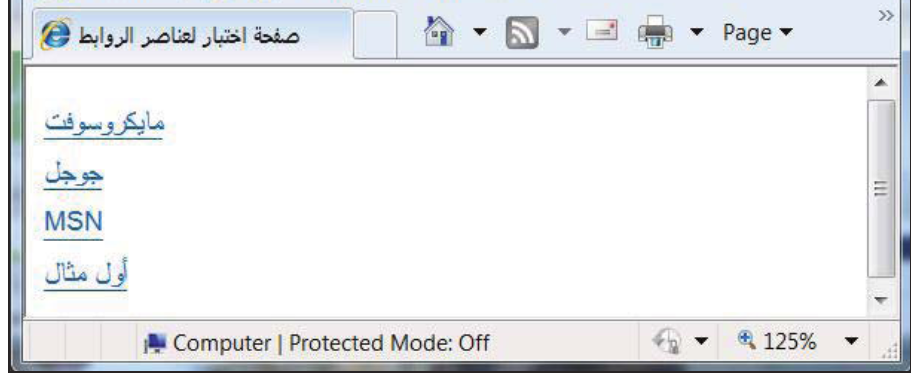 صفحة اختبار لعناصر الروابط
Page
مايكروسوفت
جوجل
MSN
أول مثال
Computer | Protected Mode: Off
125%